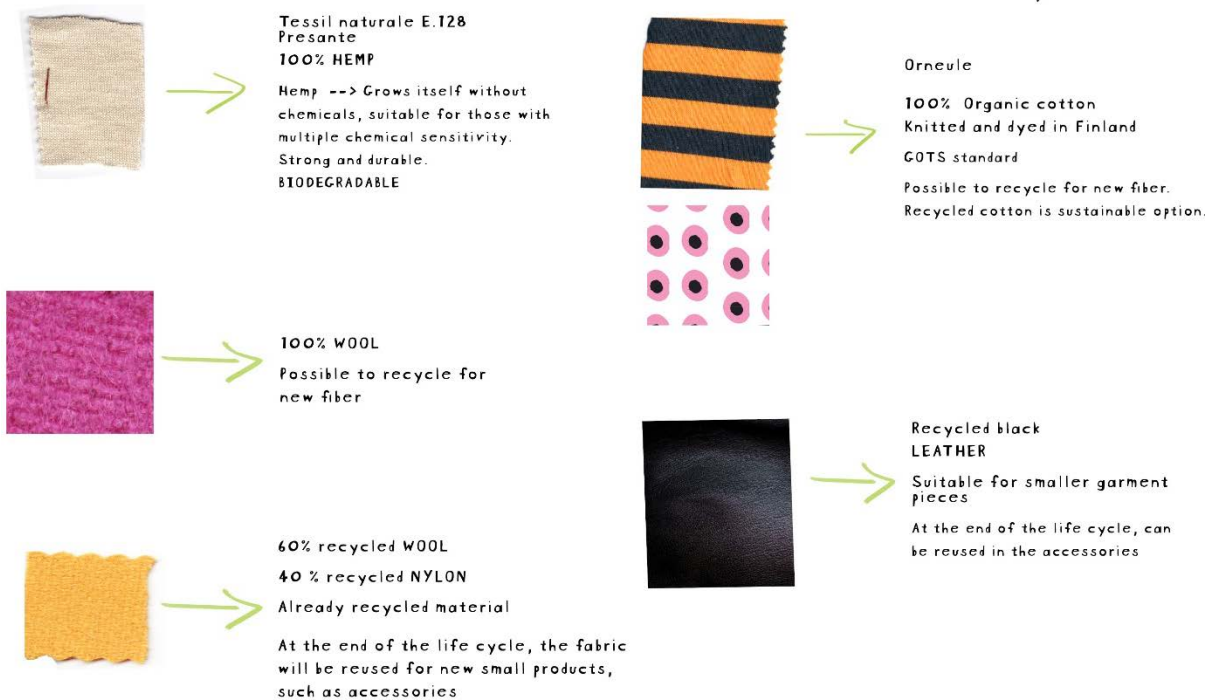 Tessil naturale E.128
Presante
100% HEMP
Hemp --> Grows itself without
chemicals, suitable for those with
multiple chemical sensitivity.
Strong and durable.
BIODEGRADABLE
100% WOOL
Possible to recycle for
new fiber
60% recycled WOOL
40 % recycled NYLON
Already recycled material
At the end of the life cycle, the fabric
will be reused for new small products,
such as accessories
Orneule
100% Organic cotton
Knitted and dyed in Finland
GOTS standard
Possible to recycle for new fiber.
Recycled cotton is sustainable option.
Recycled black
LEATHER
Suitable for smaller garment
pieces
At the end of the life cycle, can
be reused in the accessories